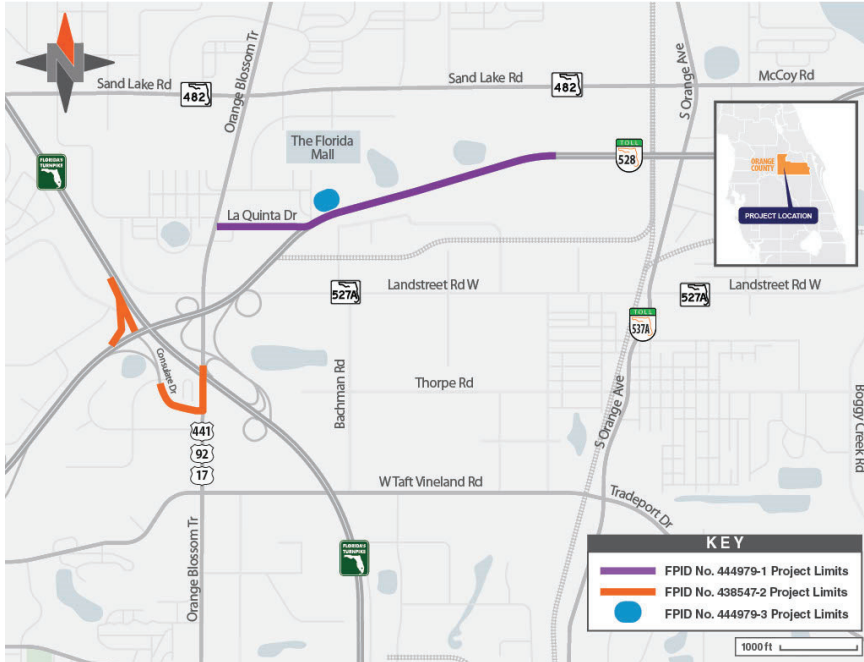 Orange Blossom Tr
Sand Lake Rd
482
Sand Lake Rd
482
S Orange Ave
McCoy Rd
FLORIDA'S
TURNPIKE
The Florida
Mall
TOLL
528
ORANGE
COUNTY
PROJECT LOCATION
La Quinta Dr
527A
Landstreet Rd W
527A
Landstreet Rd W
TOLL
537A
Consulate Dr
Bachman Rd
Thorpe Rd
S Orange Ave
Boggy Creek Rd
441
92
17
W Taft Vineland Rd
Tradeport Dr
Orange Blossom Tr
FLORIDA'S
TURNPIKE
KEY
FPID No. 444979-1 Project Limits
FPID No. 438547-2 Project Limits
FPID No. 444979-3 Project Limits
1000 ft